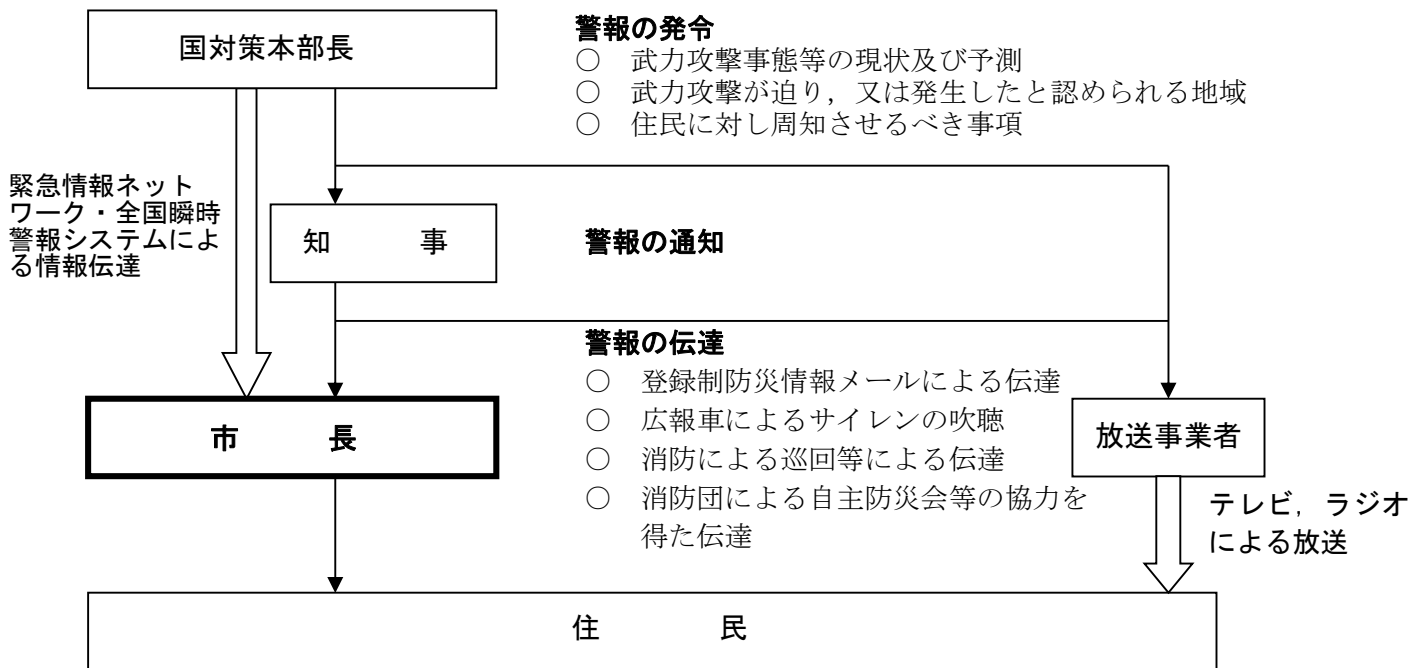 国対策本部長
警報の発令
○ 武力攻撃事態等の現状及び予測
○ 武力攻撃が迫り，又は発生したと認められる地域
○ 住民に対し周知させるべき事項
緊急情報ネット
ワーク・全国瞬時
警報システムによ
る情報伝達
知 事
警報の通知
警報の伝達
○ 登録制防災情報メールによる伝達
○ 広報車によるサイレンの吹聴
○ 消防による巡回等による伝達
○ 消防団による自主防災会等の協力を
得た伝達
市 長
放送事業者
テレビ，ラジオ
による放送
住 民